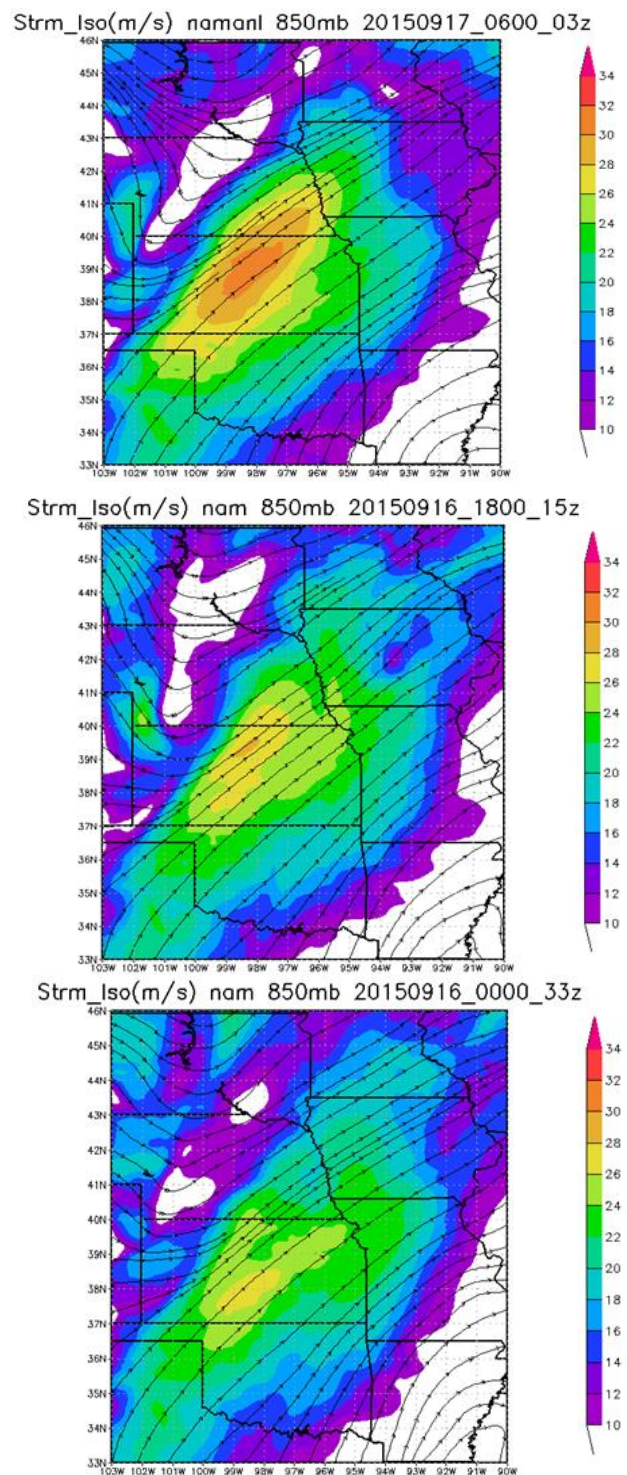 Strm_Iso(m/s) namanl 850mb 20150917_0600_03z
46N
45N
44N
43N
42N
41N
40N
39N
38N
37N
36N
35N
34N
33N
103W 102W 101W 100W 99W 98W 97W 96W 95W 94W 93W 92W 91W 90W
34
32
30
28
26
24
22
20
18
16
14
12
10
Strm_Iso(m/s) nam 850mb 20150916_1800_15z
46N
45N
44N
43N
42N
41N
40N
39N
38N
37N
36N
35N
34N
33N
103W 102W 101W 100W 99W 98W 97W 96W 95W 94W 93W 92W 91W 90W
34
32
30
28
26
24
22
20
18
16
14
12
10
Strm_Iso(m/s) nam 850mb 20150916_0000_33z
46N
45N
44N
43N
42N
41N
40N
39N
38N
37N
36N
35N
34N
33N
103W 102W 101W 100W 99W 98W 97W 96W 95W 94W 93W 92W 91W 90W
34
32
30
28
26
24
22
20
18
16
14
12
10